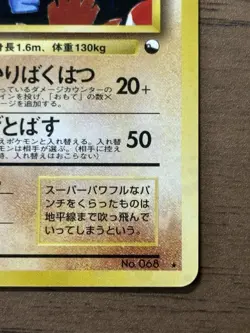 身長1.6m、体重130kg
りばくはつ 20+
っているダメージカウンターの
インを投げ、「おもて」の数×
ージを追加する。
とばす 50
ポケモンと入れ替える。入れ替
モンは相手が選ぶ。(相手に控え
き、入れ替えはおこらない)
スーパーパワフルなパ
ンチをくらったものは
地平線まで吹っ飛んで
いってしまうという。
No. 068 ★